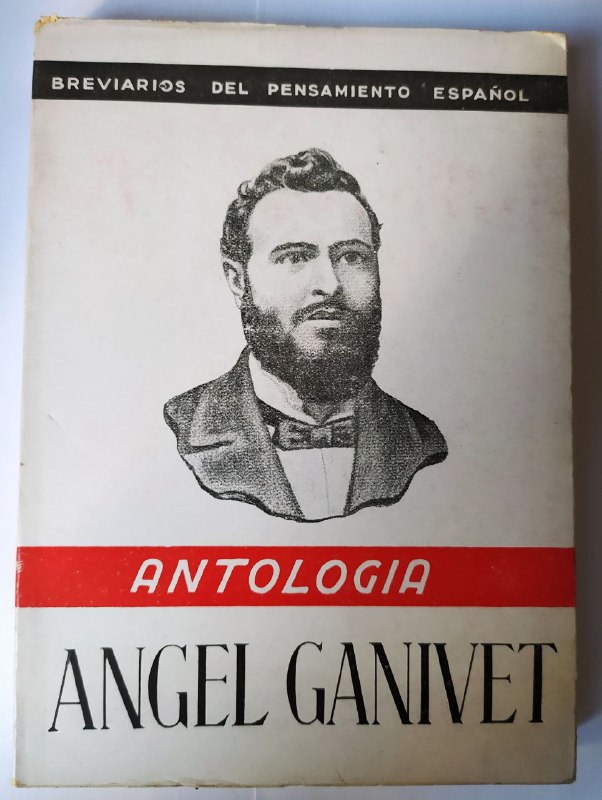 BREVIARIOS DEL PENSAMIENTO ESPAÑOL
ANTOLOGIA
ANGEL GANIVET